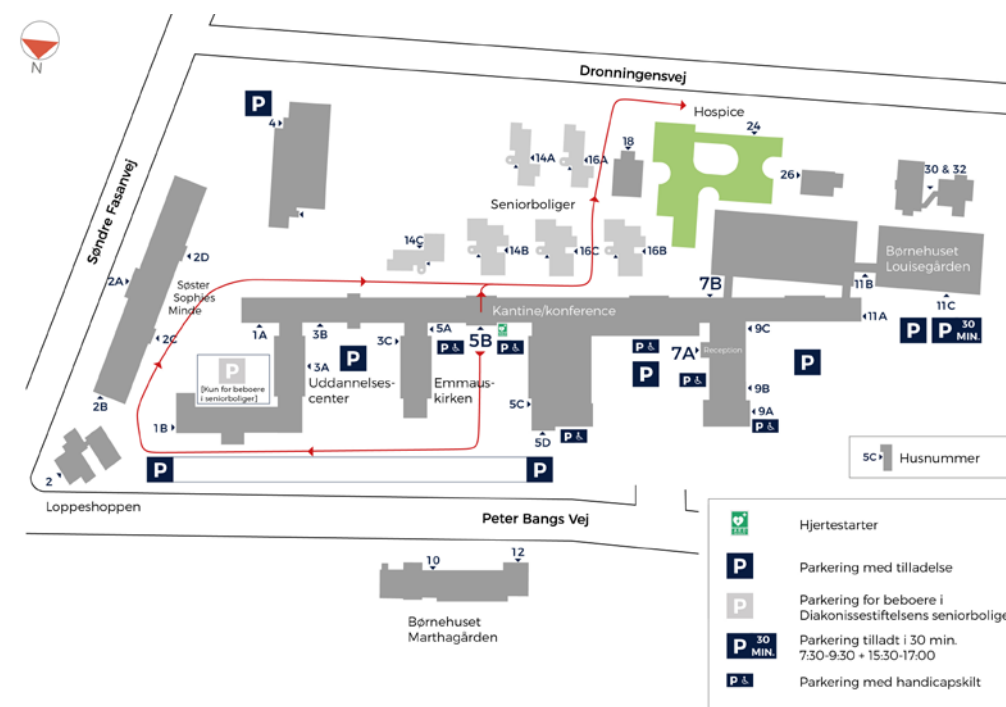 N
Dronningensvej
Søndre Fasanvej
Hospice
P
4
24
18
14A
16A
26
30 & 32
Seniorboliger
14C
14B
16C
16B
2D
2A
Søster
Sophies
Minde
2C
2B
Børnehuset
Louisegården
7B
11B
11C
11A
Kantine/konference
1A
3B
3C
5A
5B
P
P
9C
7A
Reception
P
P
P 30
MIN.
P
P
[Kun for beboere
i seniorboliger]
3A
Uddannelses-
center
P
Emmaus-
kirken
P
P
9B
9A
P
5C
5D
P
1B
P
P
2
Loppeshoppen
5C
Husnummer
Peter Bangs Vej
10
12
Børnehuset
Marthagården
Hjertestarter
P
Parkering med tilladelse
P
Parkering for beboere i
Diakonissestiftelsens seniorbolige
P 30
MIN.
Parkering tilladt i 30 min.
7:30-9:30 + 15:30-17:00
P
Parkering med handicapskilt